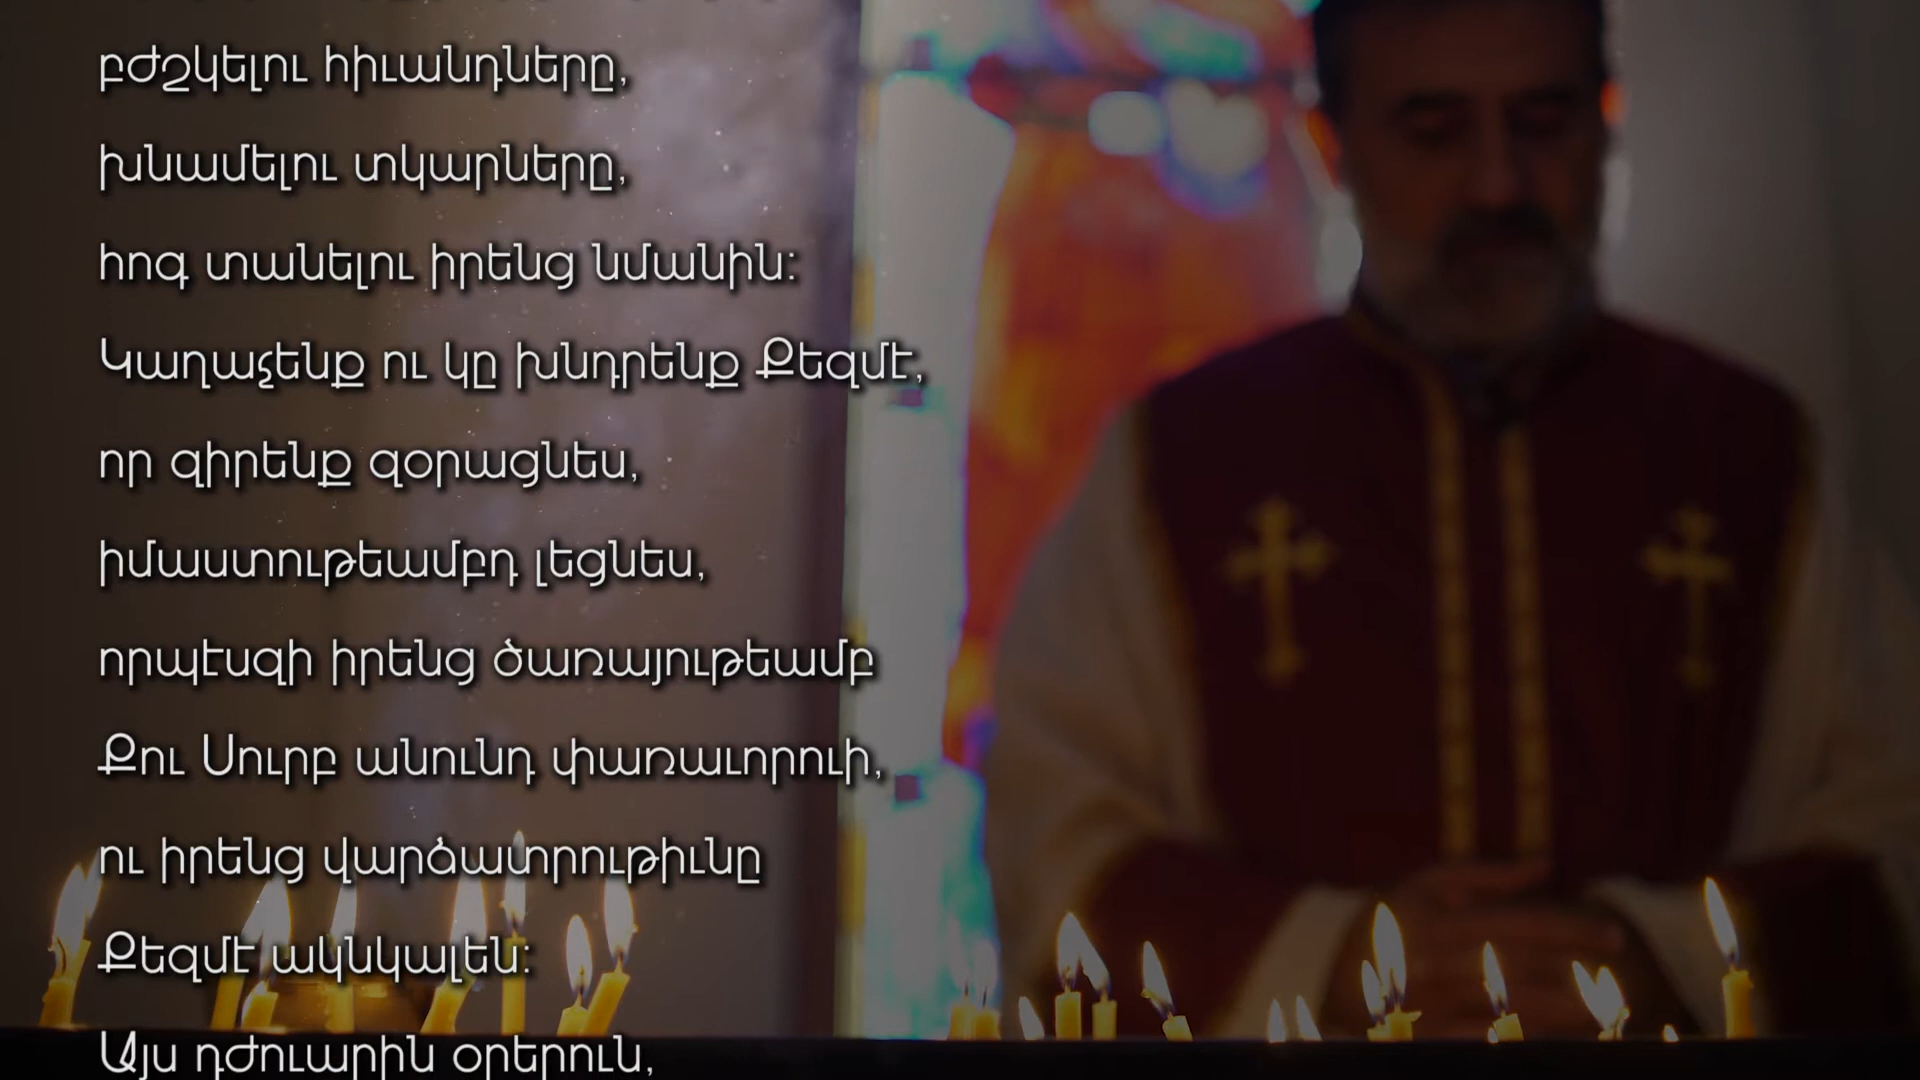 բժշկելու հիւանդները,
խնամելու տկարները,
հոգ տանելու իրենց նմանին:
Կաղաչենք ու կը խնդրենք Քեզմէ,
որ զիրենք զօրացնես,
իմաստութեամբդ լեցնես,
որպէսզի իրենց ծառայութեամբ
Քու Սուրբ անունդ փառաւորուի,
ու իրենց վարձատրութիւնը
Քեզմէ ակնկալեն:
Այս դժուարին օրերուն,